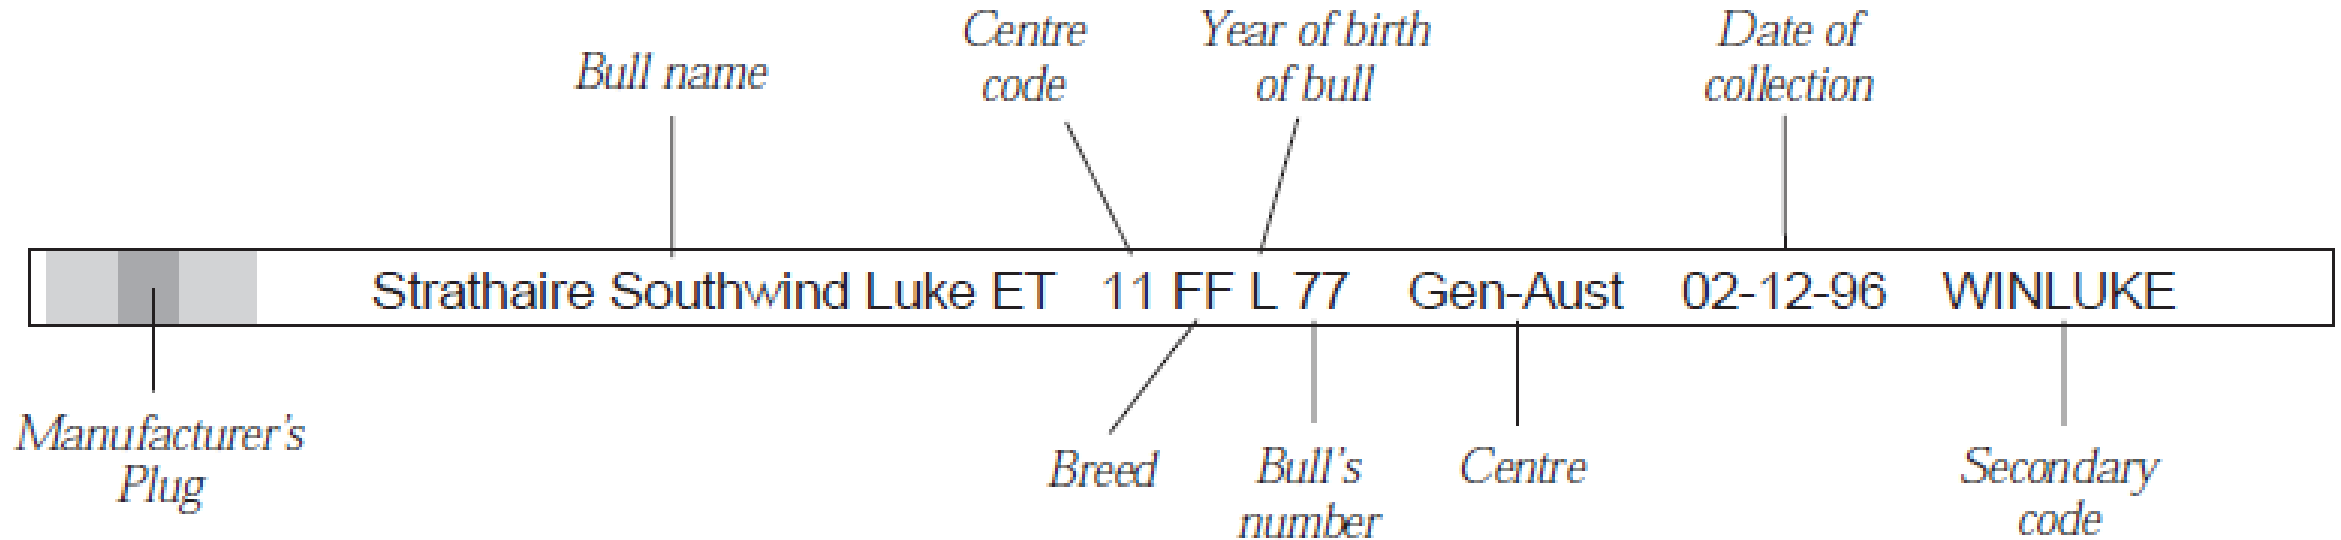 Centre
code
Year of birth
of bull
Date of
collection
Bull name
Strathaire Southwind Luke ET 11 FF L 77 Gen-Aust 02-12-96 WINLUKE
Manufacturer's
Plug
Breed
Bull's
number
Centre
Secondary
code